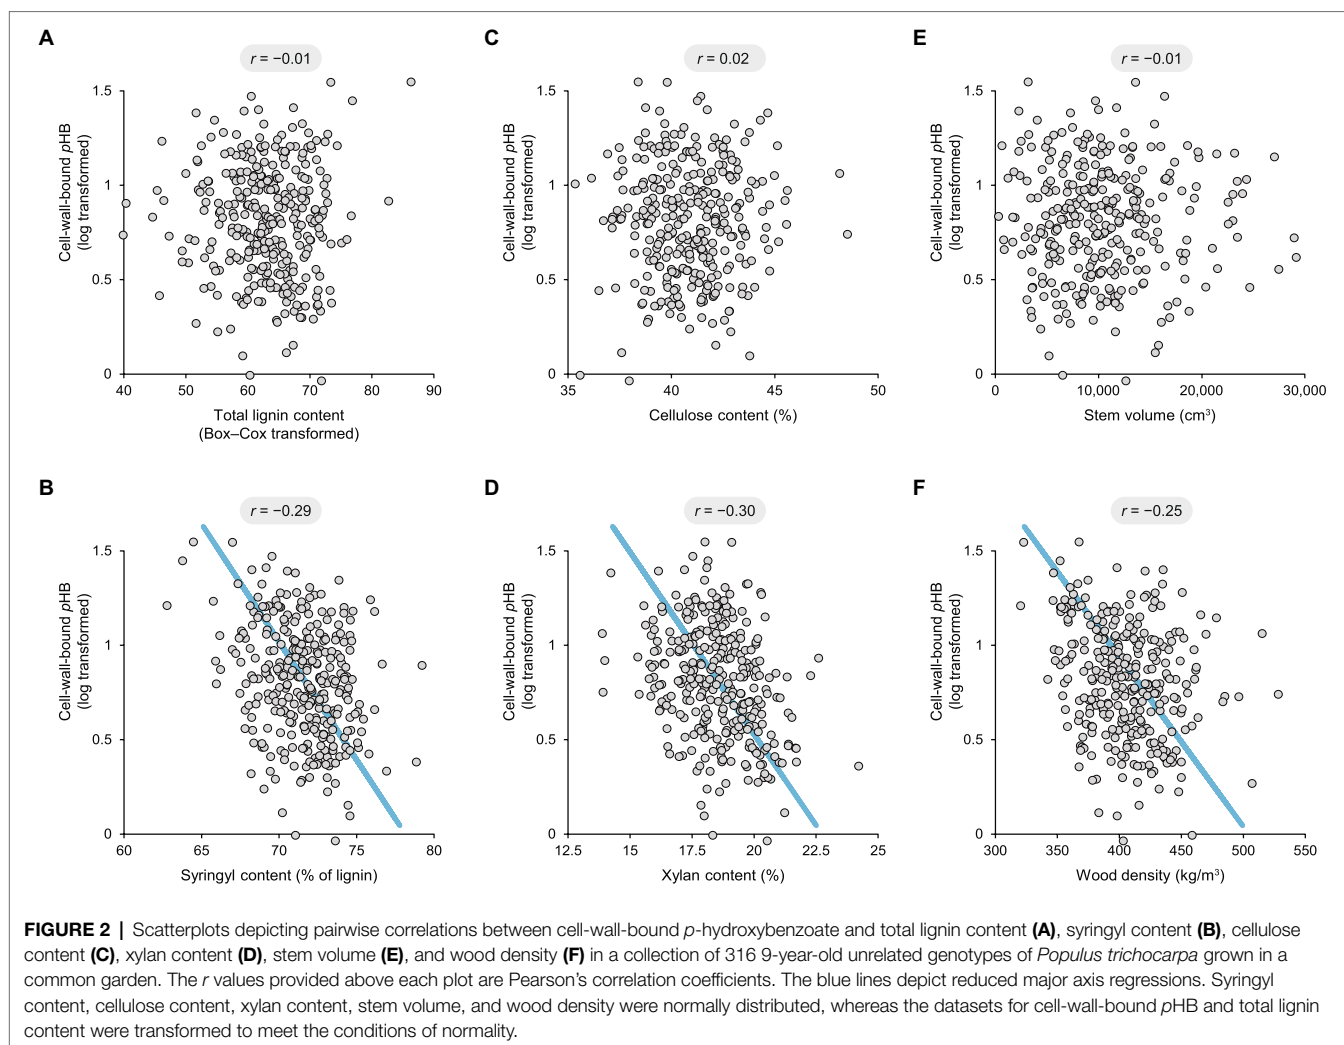 A
r = −0.01
1.5
1
0.5
0
40
50
60
70
80
90
Cell-wall-bound pHB
(log transformed)
Total lignin content
(Box–Cox transformed)
C
r = 0.02
1.5
1
0.5
0
35
40
45
50
Cell-wall-bound pHB
(log transformed)
Cellulose content (%)
E
r = −0.01
1.5
1
0.5
0
0
10,000
20,000
30,000
Cell-wall-bound pHB
(log transformed)
Stem volume (cm³)
B
r = −0.29
1.5
1
0.5
0
60
65
70
75
80
Cell-wall-bound pHB
(log transformed)
Syringyl content (% of lignin)
D
r = −0.30
1.5
1
0.5
0
12.5
15
17.5
20
22.5
25
Cell-wall-bound pHB
(log transformed)
Xylan content (%)
F
r = −0.25
1.5
1
0.5
0
300
350
400
450
500
550
Cell-wall-bound pHB
(log transformed)
Wood density (kg/m³)
FIGURE 2 | Scatterplots depicting pairwise correlations between cell-wall-bound p-hydroxybenzoate and total lignin content (A), syringyl content (B), cellulose
content (C), xylan content (D), stem volume (E), and wood density (F) in a collection of 316 9-year-old unrelated genotypes of Populus trichocarpa grown in a
common garden. The r values provided above each plot are Pearson’s correlation coefficients. The blue lines depict reduced major axis regressions. Syringyl
content, cellulose content, xylan content, stem volume, and wood density were normally distributed, whereas the datasets for cell-wall-bound pHB and total lignin
content were transformed to meet the conditions of normality.